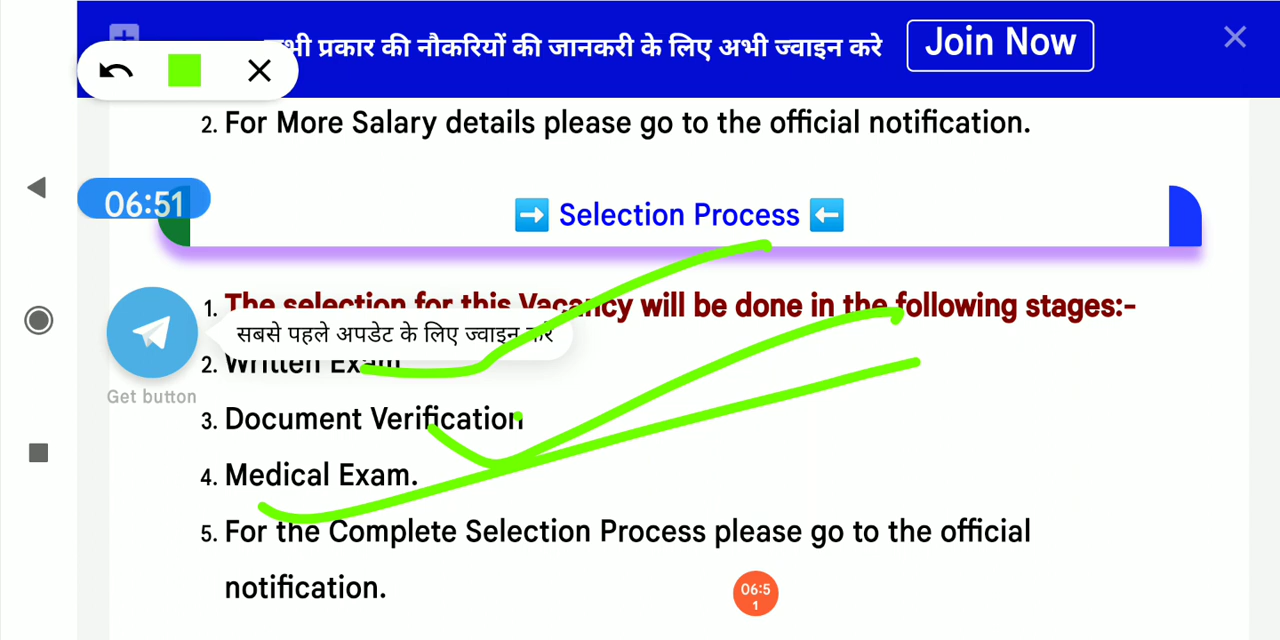 भी प्रकार की नौकरियों की जानकरी के लिए अभी ज्वाइन करे
Join Now
2. For More Salary details please go to the official notification.
06:51
Selection Process
1. The selection for this Vacancy will be done in the following stages:-
सबसे पहले अपडेट के लिए ज्वाइन करे
2. Written Exam
Get button
3. Document Verification
4. Medical Exam.
5. For the Complete Selection Process please go to the official
notification.
06:5
1